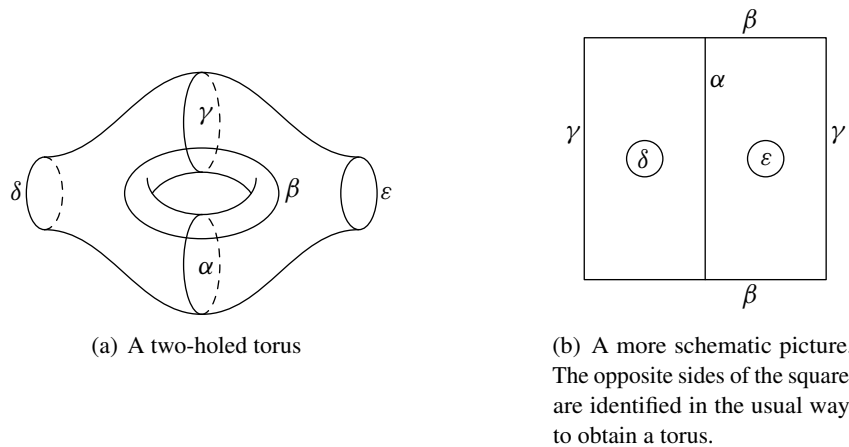 β
γ
α
γ
δ
β
ε
γ
δ
ε
α
β
(a) A two-holed torus
(b) A more schematic picture.
The opposite sides of the square
are identified in the usual way
to obtain a torus.